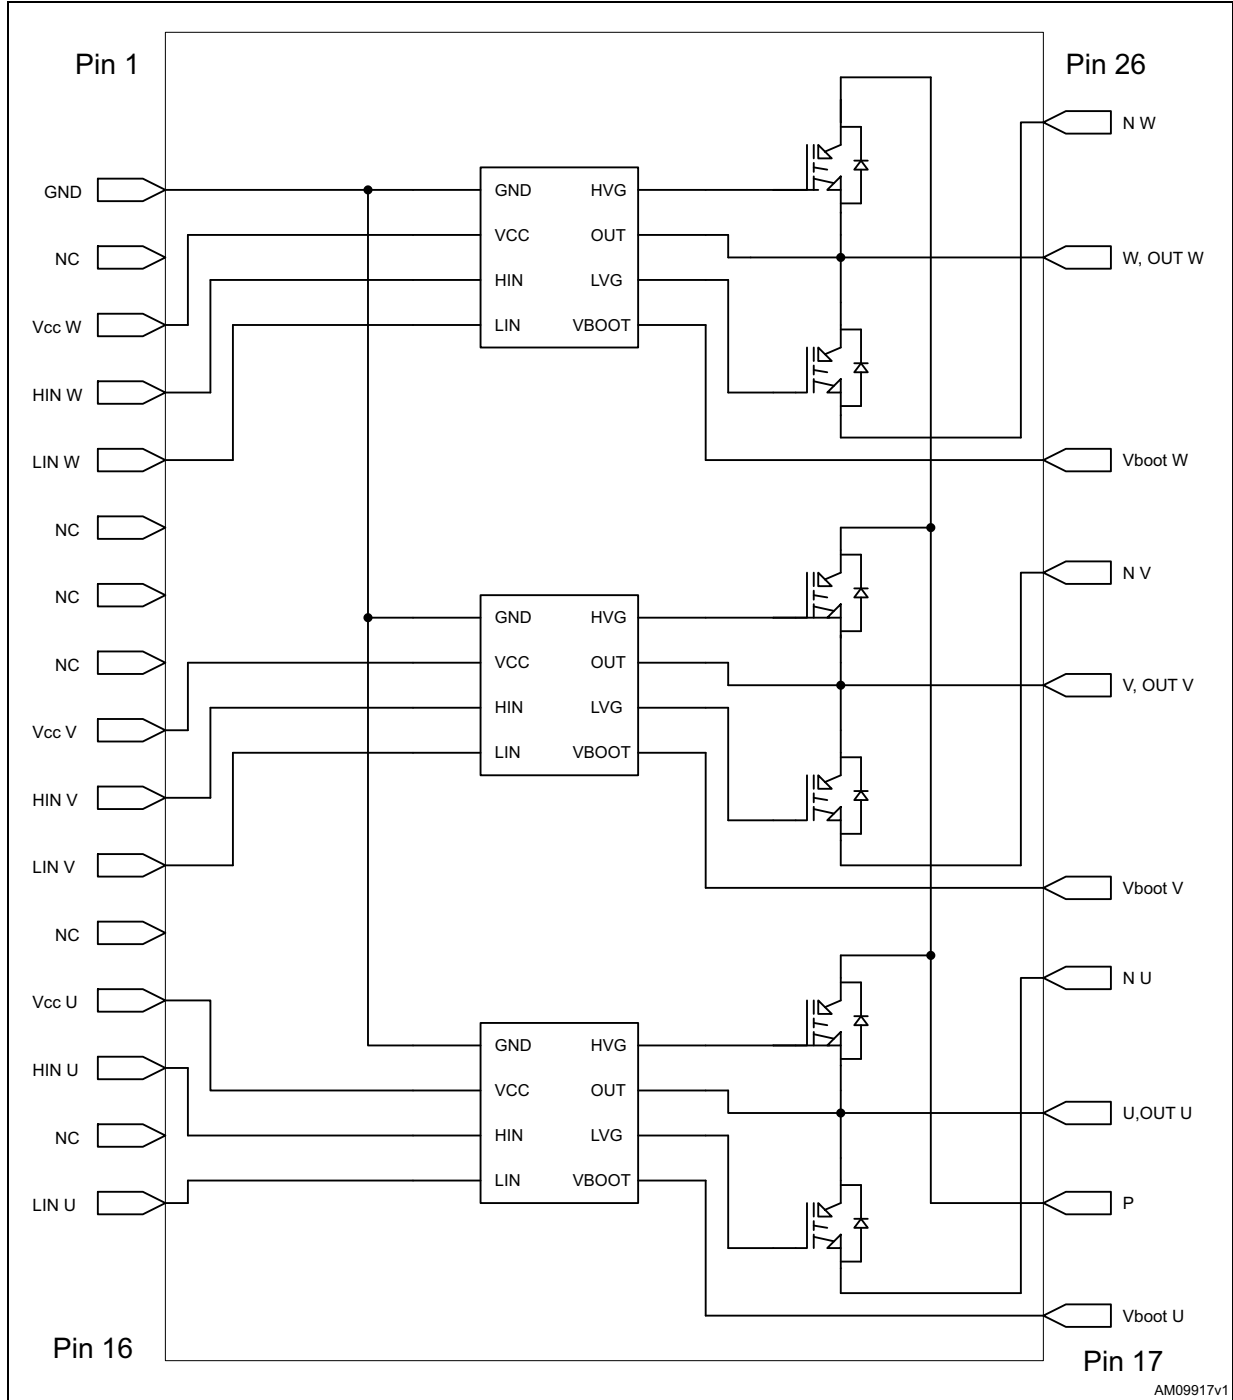 Pin 1
Pin 26
GND
NC
Vcc W
HIN W
LIN W
NC
NC
NC
Vcc V
HIN V
LIN V
NC
Vcc U
HIN U
NC
LIN U
Pin 16
GND HVG
VCC OUT
HIN LVG
LIN VBOOT
GND HVG
VCC OUT
HIN LVG
LIN VBOOT
GND HVG
VCC OUT
HIN LVG
LIN VBOOT
N W
W, OUT W
Vboot W
N V
V, OUT V
Vboot V
N U
U,OUT U
P
Vboot U
Pin 17
AM09917v1